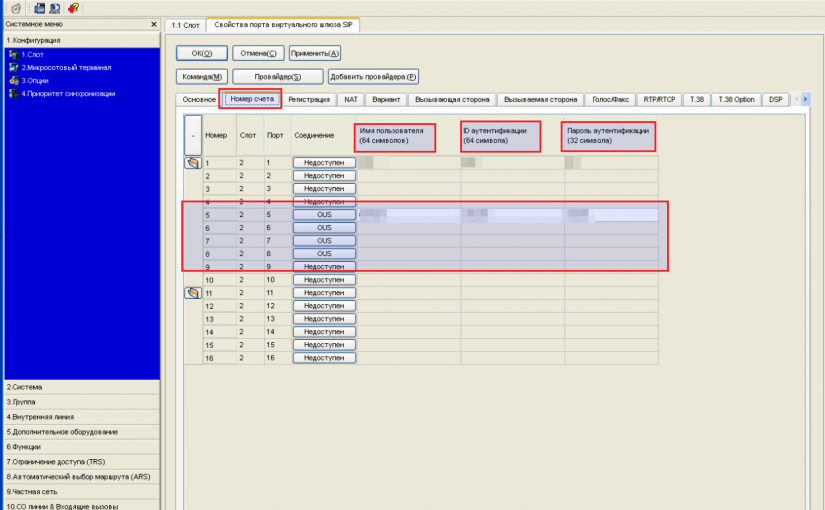 Системное меню
1.Конфигурация
1.Слот
2.Микросотовый терминал
3.Опции
4.Приоритет синхронизации
2.Система
3.Группа
4.Внутренняя линия
5.Дополнительное оборудование
6.Функции
7.Ограничение доступа (TRS)
8.Автоматический выбор маршрута (ARS)
9.Частная сеть
10.CO линии & Входящие вызовы
1.1 Слот Свойства порта виртуального шлюза SIP
OK(O) Отмена(C) Применить(A)
Команда(M) Провайдер(S) Добавить провайдера.(P)
Основное Номер счета Регистрация NAT Вариант Вызывающая сторона Вызываемая сторона Голос/Факс RTP/RTCP T.38 T.38 Option DSP
Номер Слот Порт Соединение Имя пользователя (64 символов) ID аутентификации (64 символа) Пароль аутентификации (32 символа)
1 2 1 Недоступен
2 2 2 Недоступен
3 2 3 Недоступен
4 2 4 Недоступен
5 2 5 OUS
6 2 6 OUS
7 2 7 OUS
8 2 8 OUS
9 2 9 Недоступен
10 2 10 Недоступен
11 2 11 Недоступен
12 2 12 Недоступен
13 2 13 Недоступен
14 2 14 Недоступен
15 2 15 Недоступен
16 2 16 Недоступен